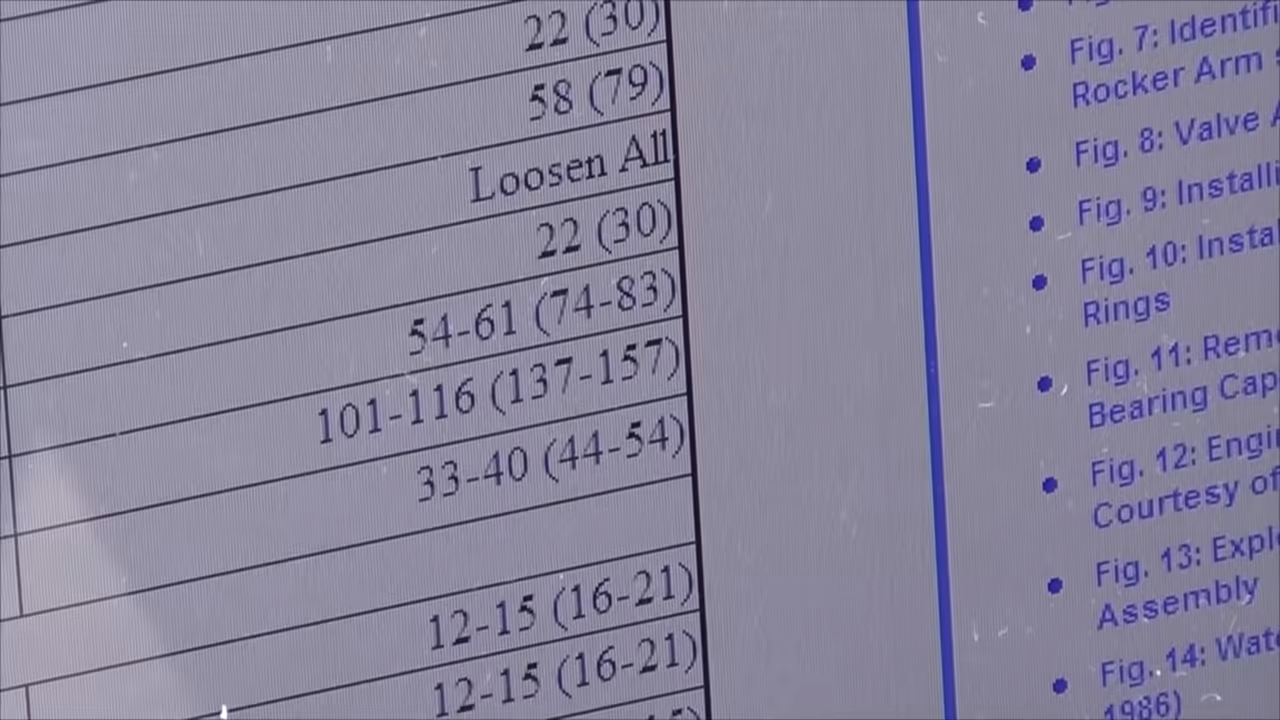 22 (30)
58 (79)
Loosen All
22 (30)
54-61 (74-83)
101-116 (137-157)
33-40 (44-54)
12-15 (16-21)
12-15 (16-21)
Fig. 7: Identifi
Rocker Arm
Fig. 8: Valve
Fig. 9: Installi
Fig. 10: Insta
Rings
Fig. 11: Rem
Bearing Cap
Fig. 12: Engi
Courtesy of
Fig. 13: Expl
Assembly
Fig. 14: Wat
1986)